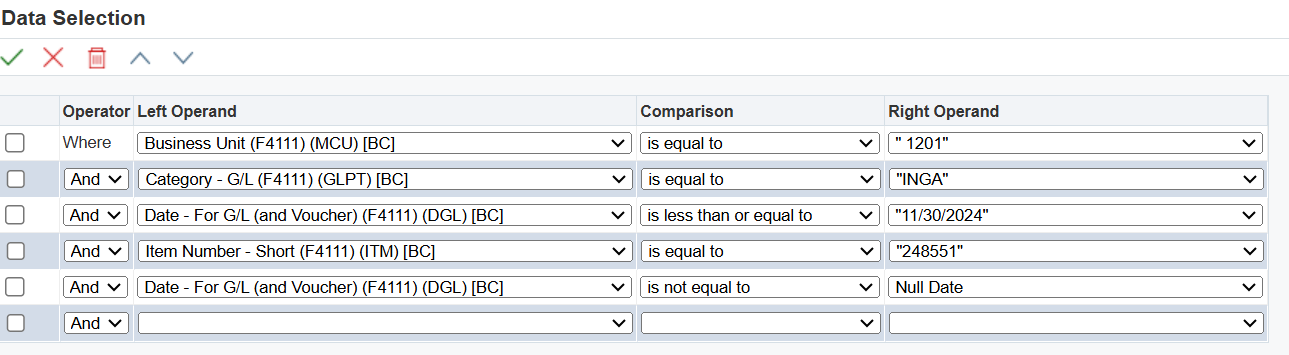 Data Selection
Operator Left Operand Comparison Right Operand
Where Business Unit (F4111) (MCU) [BC] is equal to " 1201"
And Category - G/L (F4111) (GLPT) [BC] is equal to "INGA"
And Date - For G/L (and Voucher) (F4111) (DGL) [BC] is less than or equal to "11/30/2024"
And Item Number - Short (F4111) (ITM) [BC] is equal to "248551"
And Date - For G/L (and Voucher) (F4111) (DGL) [BC] is not equal to Null Date
And